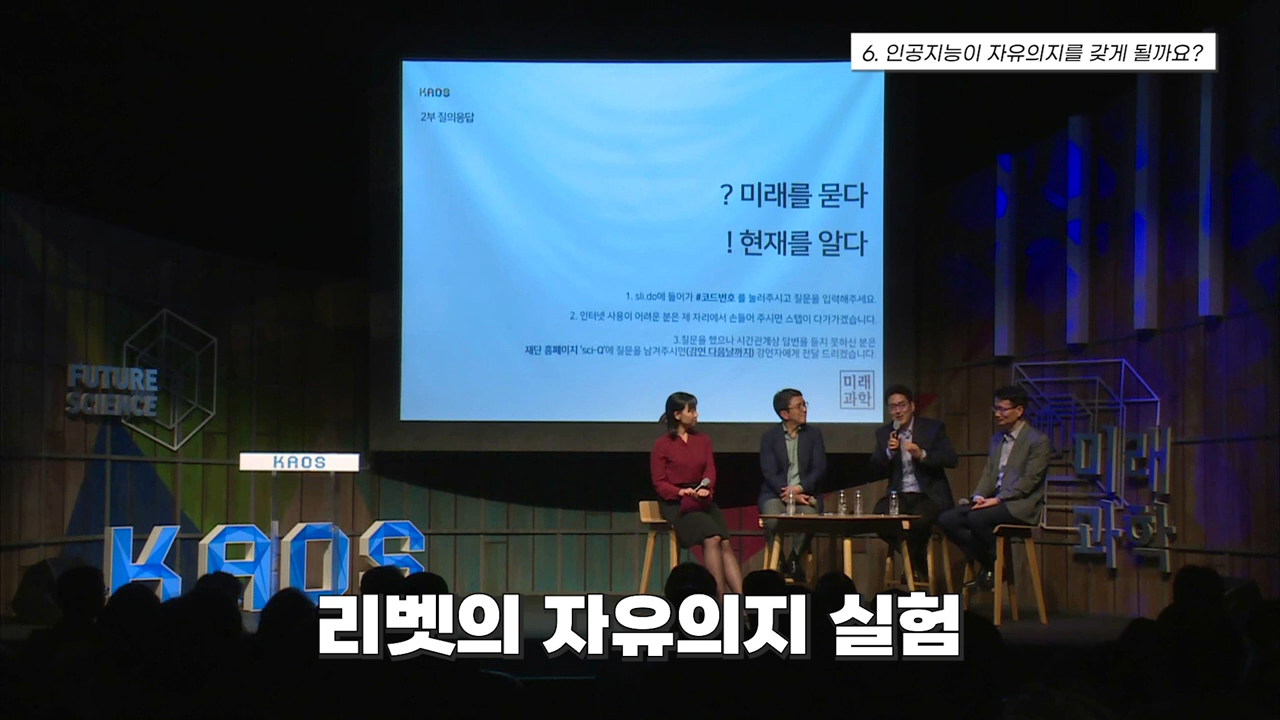 6. 인공지능이 자유의지를 갖게 될까요?
KAOS
2부 질의응답
? 미래를 묻다
! 현재를 알다
1. sli.do에 들어가 #코드번호 를 눌러주시고 질문을 입력해주세요.
2. 인터넷 사용이 어려운 분은 제 자리에서 손들어 주시면 스텝이 다가가겠습니다.
3.질문을 했으나 시간관계상 답변을 듣지 못하신 분은
재단 홈페이지 'sci-Q'에 질문을 남겨주시면(강연 다음날까지) 강연자에게 전달 드리겠습니다.
미래
과학
FUTURE
SCIENCE
KAOS
미래
과학
KAOS
리벳의 자유의지 실험